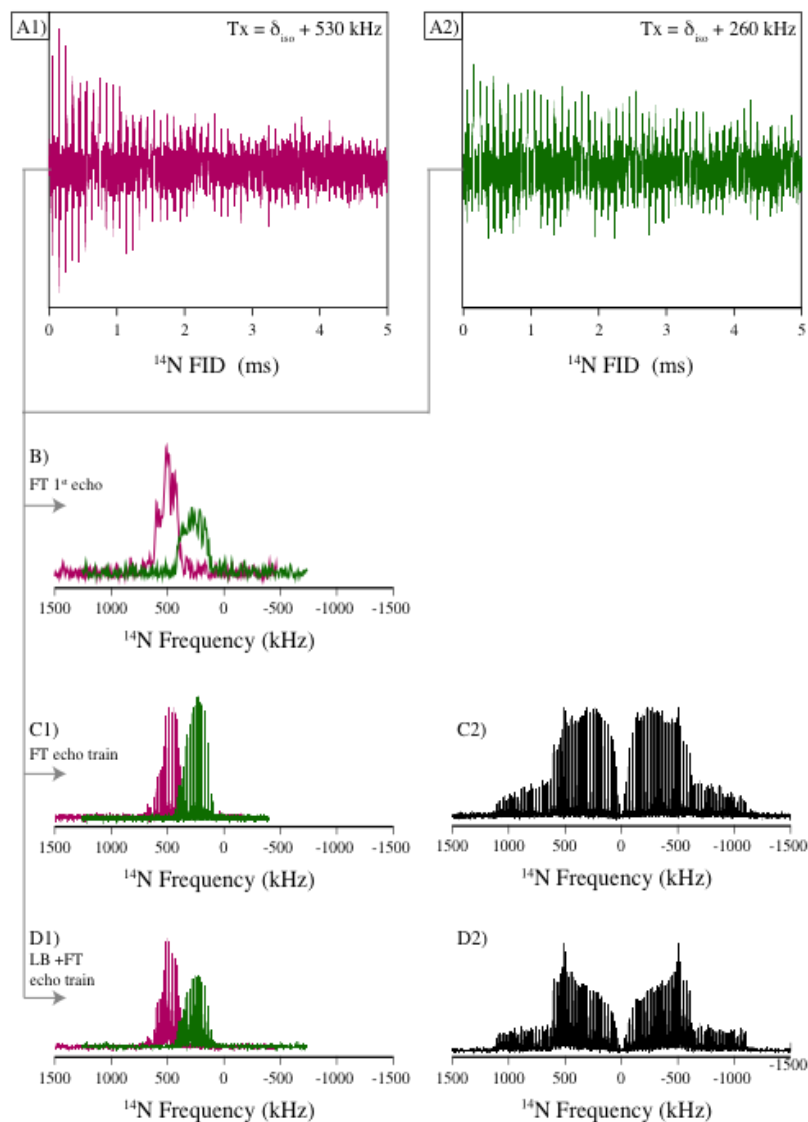 A1)
Tx = δiso + 530 kHz
0 1 2 3 4 5
¹⁴N FID (ms)
A2)
Tx = δiso + 260 kHz
0 1 2 3 4 5
¹⁴N FID (ms)
B)
FT 1ˢᵗ echo
1500 1000 500 0 -500 -1000 -1500
¹⁴N Frequency (kHz)
C1)
FT echo train
1500 1000 500 0 -500 -1000 -1500
¹⁴N Frequency (kHz)
C2)
1500 1000 500 0 -500 -1000 -1500
¹⁴N Frequency (kHz)
D1)
LB +FT
echo train
1500 1000 500 0 -500 -1000 -1500
¹⁴N Frequency (kHz)
D2)
1500 1000 500 0 -500 -1000 -1500
¹⁴N Frequency (kHz)